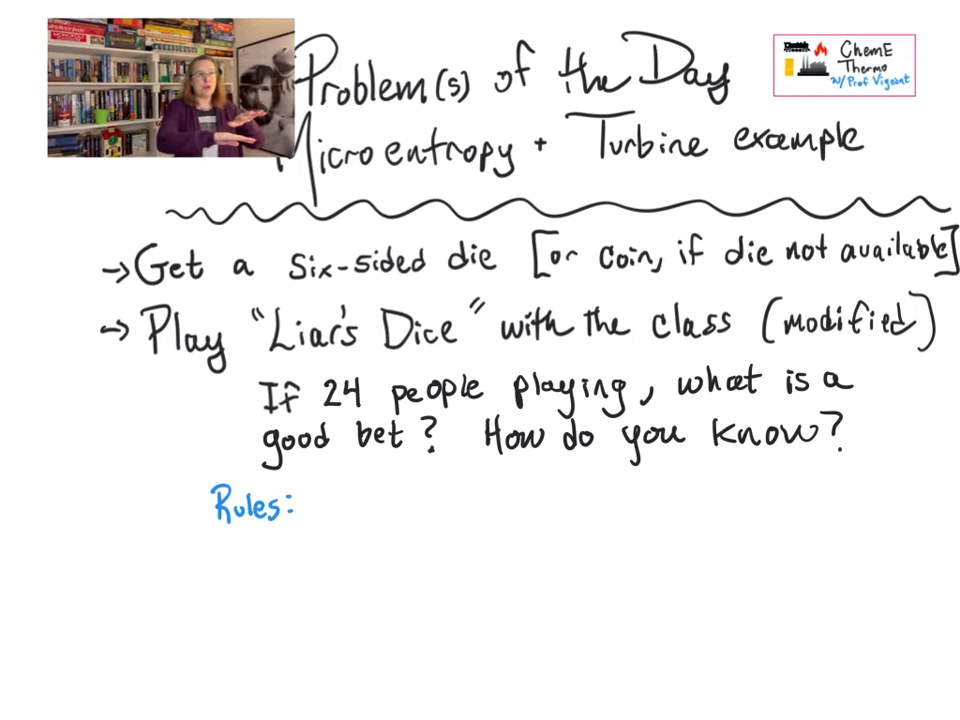 Problem(s) of the Day
Microentropy + Turbine example
ChemE
Thermo
w/ Prof Vigeant
→ Get a six-sided die [or coin, if die not available]
→ Play "Liar's Dice" with the class (modified)
If 24 people playing, what is a
good bet? How do you know?
Rules: